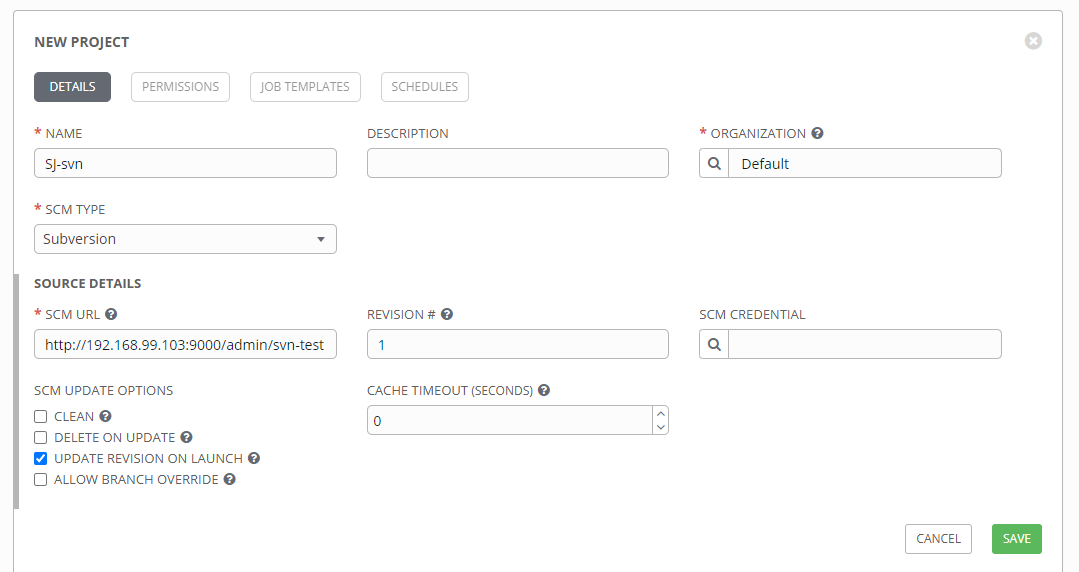 NEW PROJECT
DETAILS PERMISSIONS JOB TEMPLATES SCHEDULES
* NAME DESCRIPTION * ORGANIZATION ?
SJ-svn Default
* SCM TYPE
Subversion
SOURCE DETAILS
* SCM URL ? REVISION # ? SCM CREDENTIAL
http://192.168.99.103:9000/admin/svn-test 1
SCM UPDATE OPTIONS CACHE TIMEOUT (SECONDS) ?
CLEAN ? 0
DELETE ON UPDATE ?
UPDATE REVISION ON LAUNCH ?
ALLOW BRANCH OVERRIDE ?
CANCEL SAVE